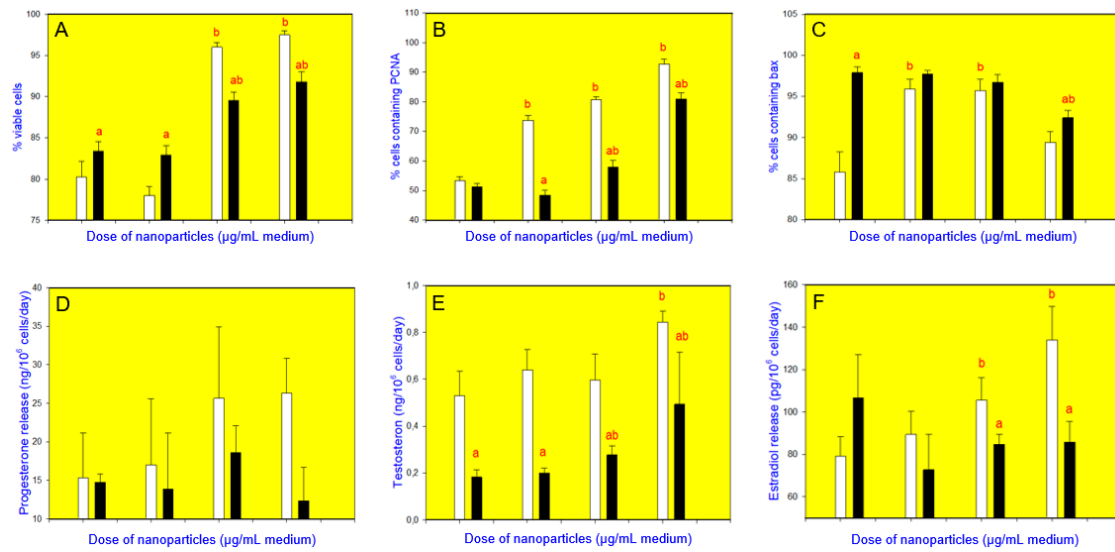 A
% viable cells
100
95
90
85
80
75
a
a
b
ab
b
ab
Dose of nanoparticles (µg/mL medium)
B
% cells containing PCNA
110
100
90
80
70
60
50
40
b
a
b
ab
b
ab
Dose of nanoparticles (µg/mL medium)
C
% cells containing bax
105
100
95
90
85
80
a
b
b
ab
Dose of nanoparticles (µg/mL medium)
D
Progesterone release (ng/10⁶ cells/day)
40
35
30
25
20
15
10
Dose of nanoparticles (µg/mL medium)
E
Testosteron (ng/10⁶ cells/day)
1,0
0,8
0,6
0,4
0,2
0,0
a
a
ab
b
ab
Dose of nanoparticles (µg/mL medium)
F
Estradiol release (pg/10⁶ cells/day)
160
140
120
100
80
60
b
a
b
a
Dose of nanoparticles (µg/mL medium)